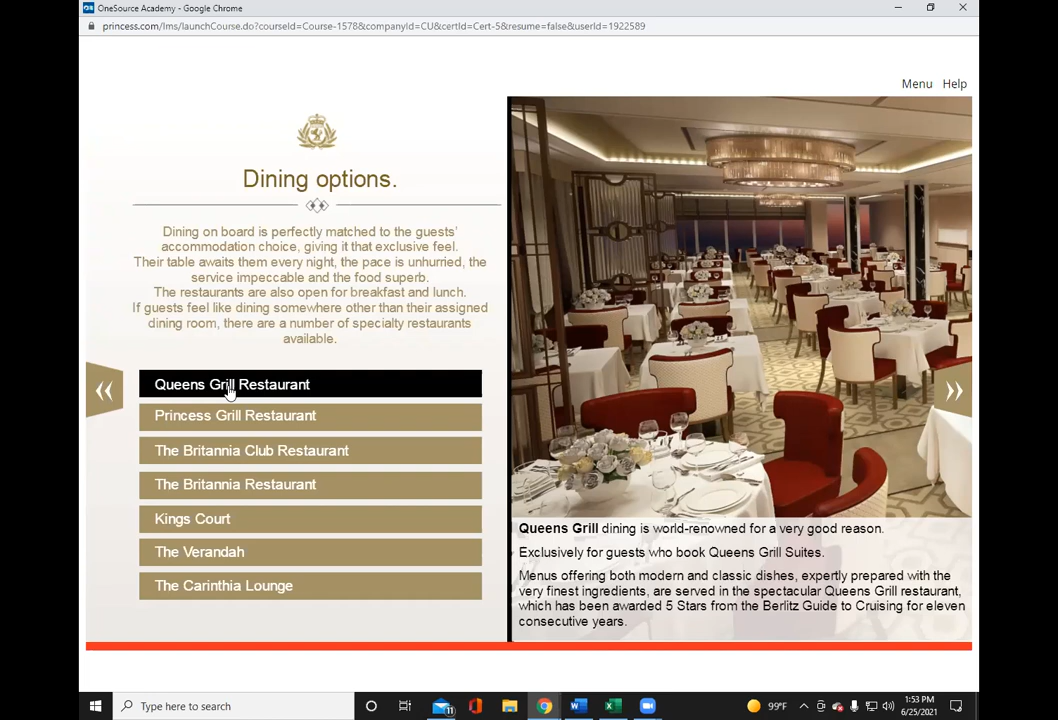 OneSource Academy - Google Chrome
princess.com/lms/launchCourse.do?courseId=Course-1578&companyId=CU&certId=Cert-5&resume=false&userId=1922589
Menu Help
Dining options.
Dining on board is perfectly matched to the guests'
accommodation choice, giving it that exclusive feel.
Their table awaits them every night, the pace is unhurried, the
service impeccable and the food superb.
The restaurants are also open for breakfast and lunch.
If guests feel like dining somewhere other than their assigned
dining room, there are a number of specialty restaurants
available.
Queens Grill Restaurant
Princess Grill Restaurant
The Britannia Club Restaurant
The Britannia Restaurant
Kings Court
The Verandah
The Carinthia Lounge
Queens Grill dining is world-renowned for a very good reason.
Exclusively for guests who book Queens Grill Suites.
Menus offering both modern and classic dishes, expertly prepared with the
very finest ingredients, are served in the spectacular Queens Grill restaurant,
which has been awarded 5 Stars from the Berlitz Guide to Cruising for eleven
consecutive years.
Type here to search
11
99°F
1:53 PM
6/25/2021